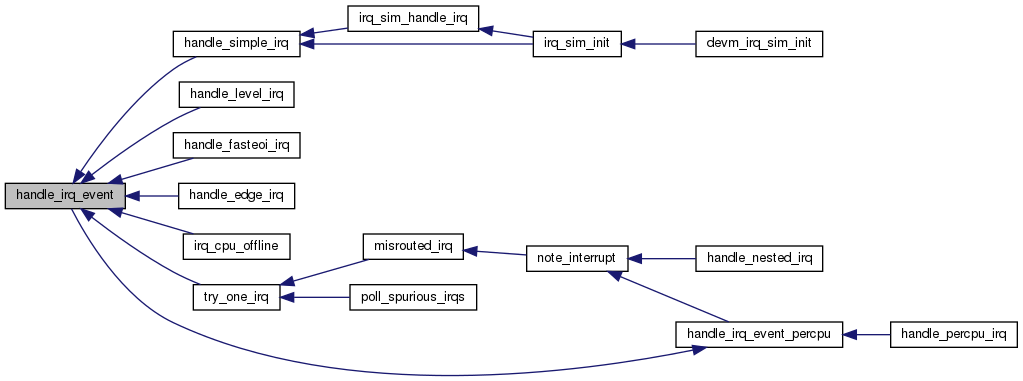 irq_sim_handle_irq
handle_simple_irq
irq_sim_init
devm_irq_sim_init
handle_level_irq
handle_fasteoi_irq
handle_irq_event
handle_edge_irq
irq_cpu_offline
misrouted_irq
note_interrupt
handle_nested_irq
try_one_irq
poll_spurious_irqs
handle_irq_event_percpu
handle_percpu_irq